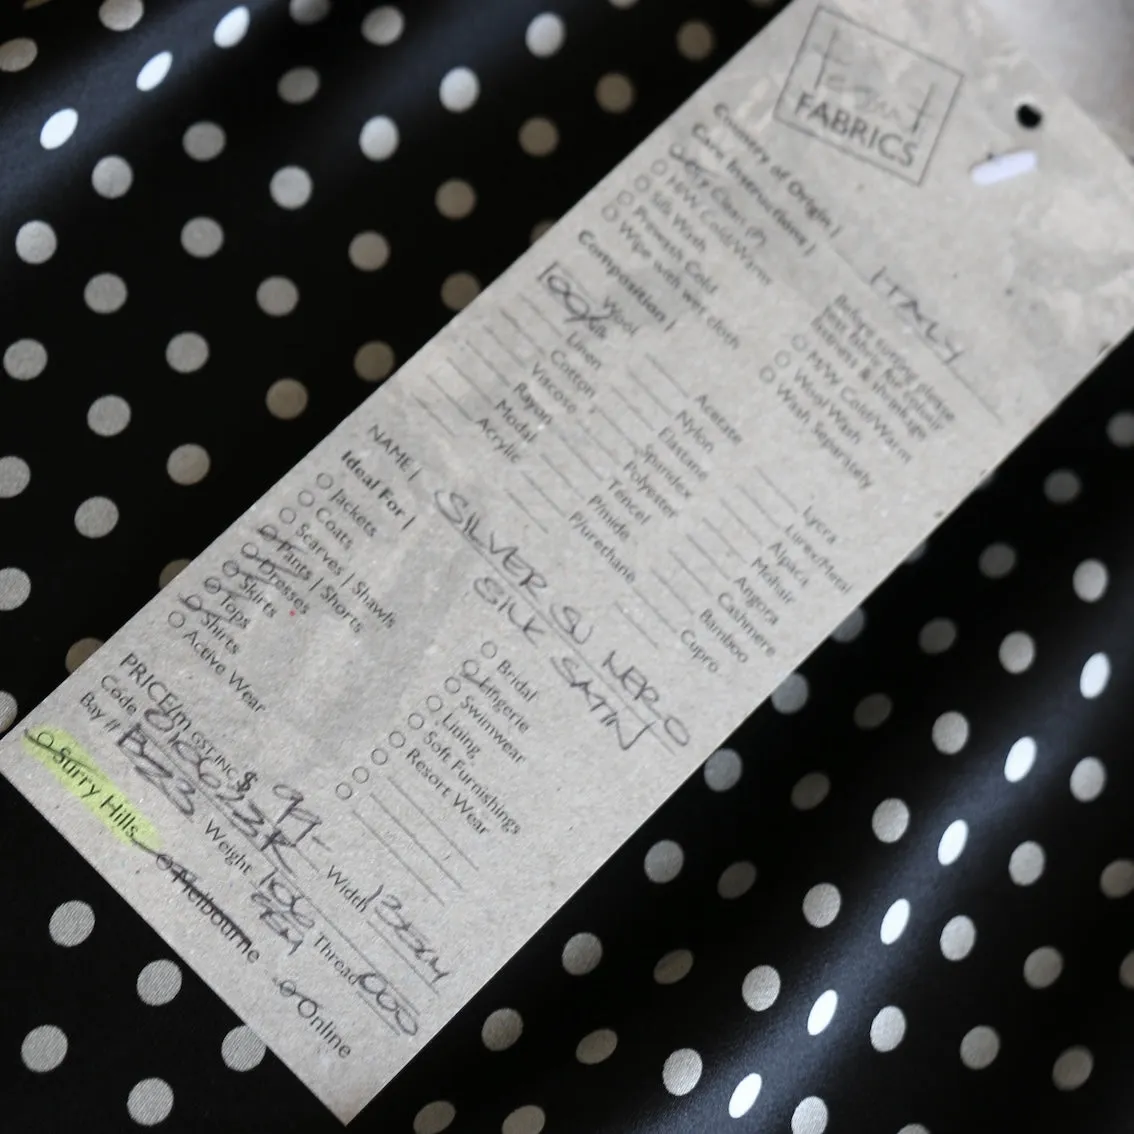 FABRICS
Country of Origin | ITALY
Care Instructions |
Dry Clean (P)
H/W Cold/Warm
Silk Wash
Prewash Cold
Wipe with wet cloth
Before sewing please
test fabric for colour
fastness & shrinkage
M/W Cold/Warm
Wool Wash
Wash Separately
Composition |
Wool
100%
Linen
Cotton
Viscose
Rayon
Modal
Acrylic
Acetate
Nylon
Elastane
Spandex
Polyester
Tencel
P/mide
P/urethane
Lycra
Lurex/Metal
Alpaca
Mohair
Angora
Cashmere
Bamboo
Cupro
NAME | SILVER SU NERO
SILK SATIN
Ideal For |
Jackets
Coats
Scarves | Shawls
Pants | Shorts
Dresses
Skirts
Tops
Shirts
Active Wear
Bridal
Lingerie
Swimwear
Lining
Soft Furnishings
Resort Wear
PRICE/m GST INC $ 99- Width
Code Weight Thread 000
Bay //
Surry Hills Melbourne Online